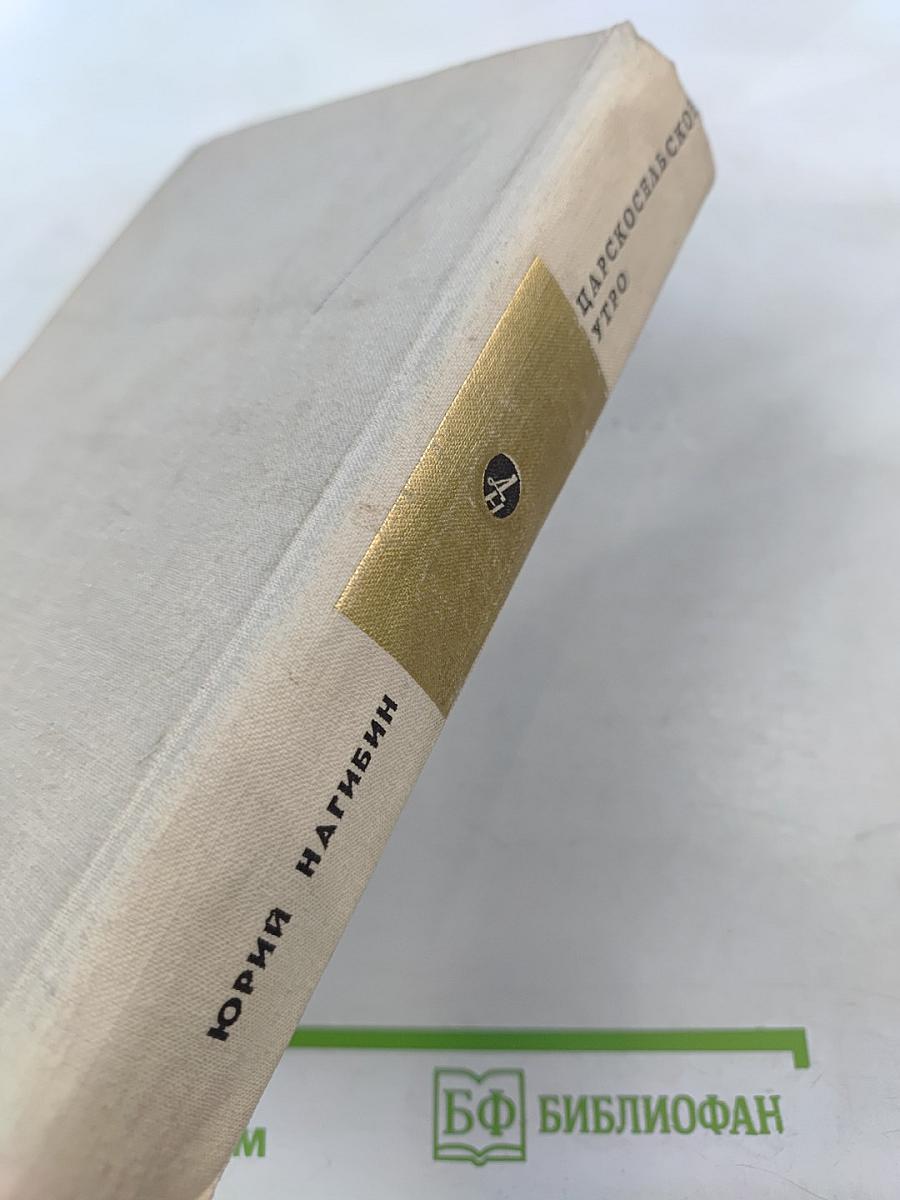 ЮРИЙ НАГИБИН
ЦАРСКОСЕЛЬСКОЕ
УТРО
БФ БИБЛИОФАН
М